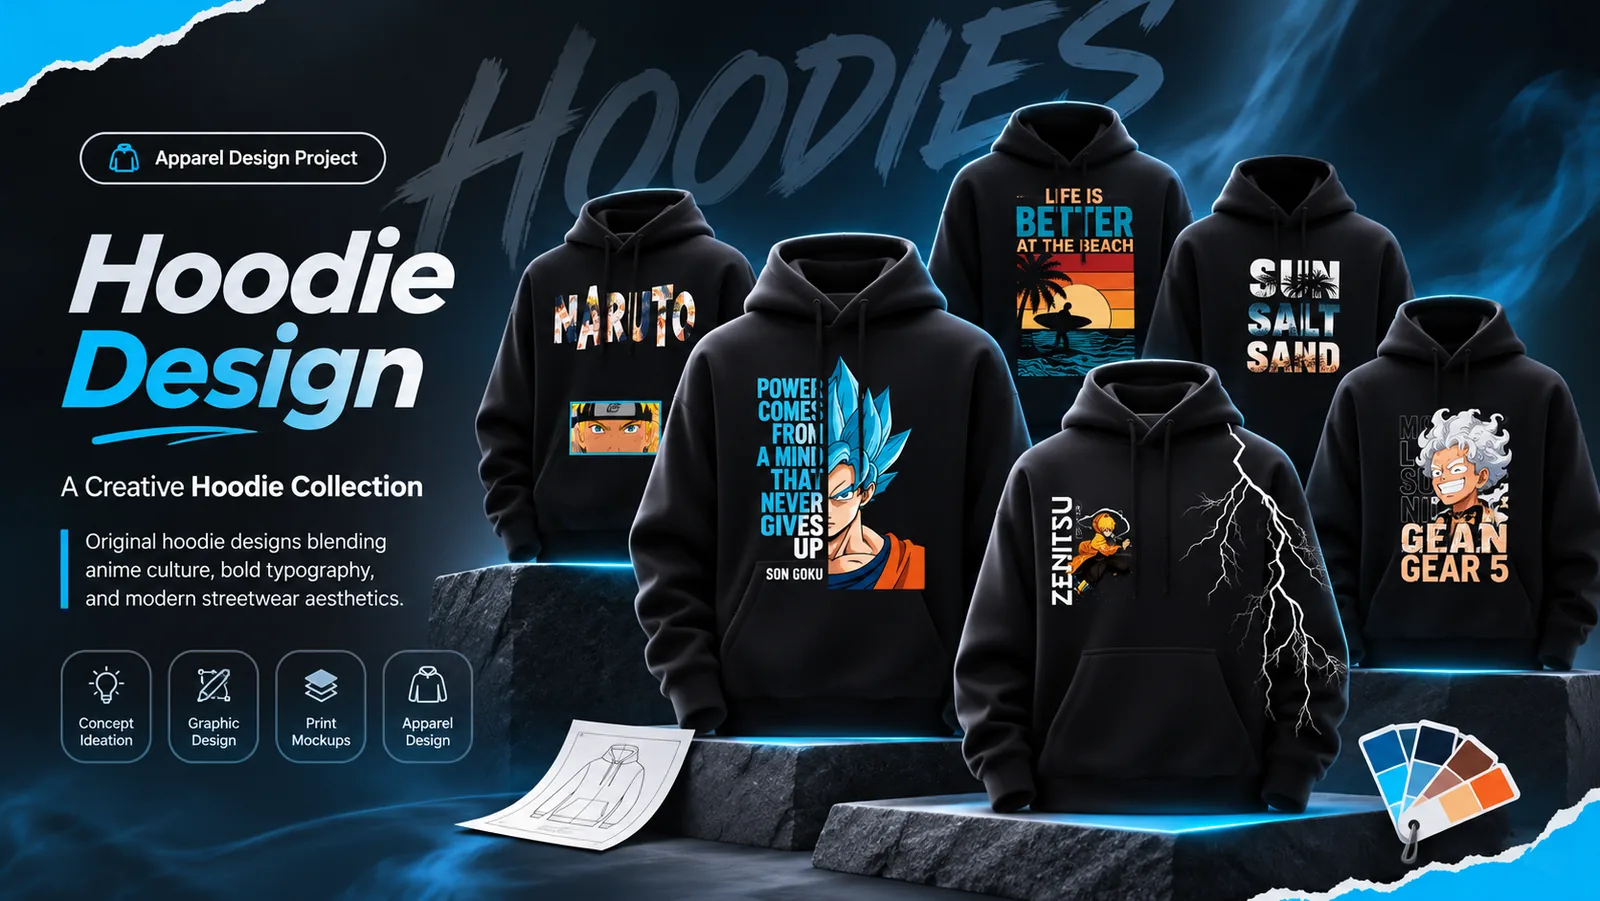 HOODIES
Apparel Design Project
Hoodie
Design
A Creative Hoodie Collection
Original hoodie designs blending
anime culture, bold typography,
and modern streetwear aesthetics.
Concept
Ideation
Graphic
Design
Print
Mockups
Apparel
Design
NARUTO
POWER
COMES
FROM
A MIND
THAT
NEVER
GIVES
UP
SON GOKU
LIFE IS
BETTER
AT THE BEACH
SUN
SALT
SAND
ZENITSU
GEAR 5